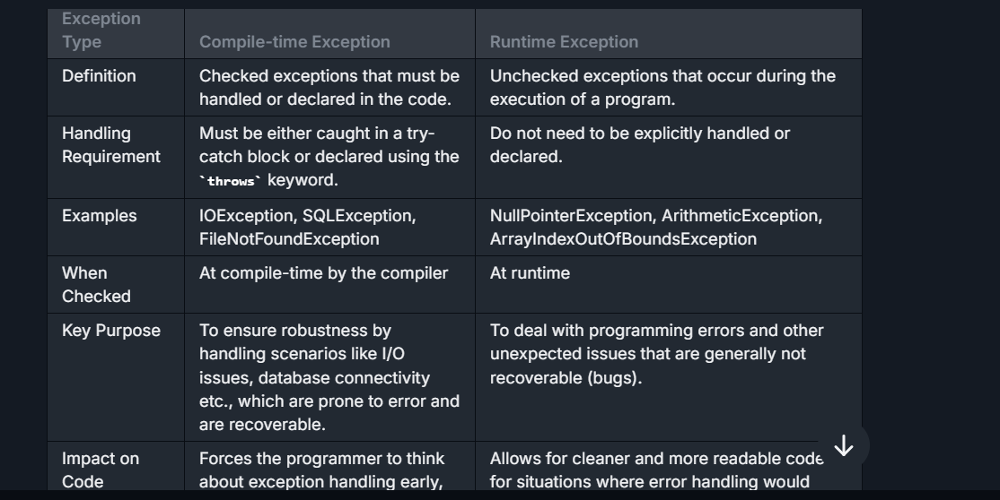 Exception
Type
Compile-time Exception
Runtime Exception
Definition
Checked exceptions that must be
handled or declared in the code.
Unchecked exceptions that occur during the
execution of a program.
Handling
Requirement
Must be either caught in a try-
catch block or declared using the
`throws` keyword.
Do not need to be explicitly handled or
declared.
Examples
IOException, SQLException,
FileNotFoundException
NullPointerException, ArithmeticException,
ArrayIndexOutOfBoundsException
When
Checked
At compile-time by the compiler
At runtime
Key Purpose
To ensure robustness by
handling scenarios like I/O
issues, database connectivity
etc., which are prone to error and
are recoverable.
To deal with programming errors and other
unexpected issues that are generally not
recoverable (bugs).
Impact on
Code
Forces the programmer to think
about exception handling early,
Allows for cleaner and more readable code
for situations where error handling would